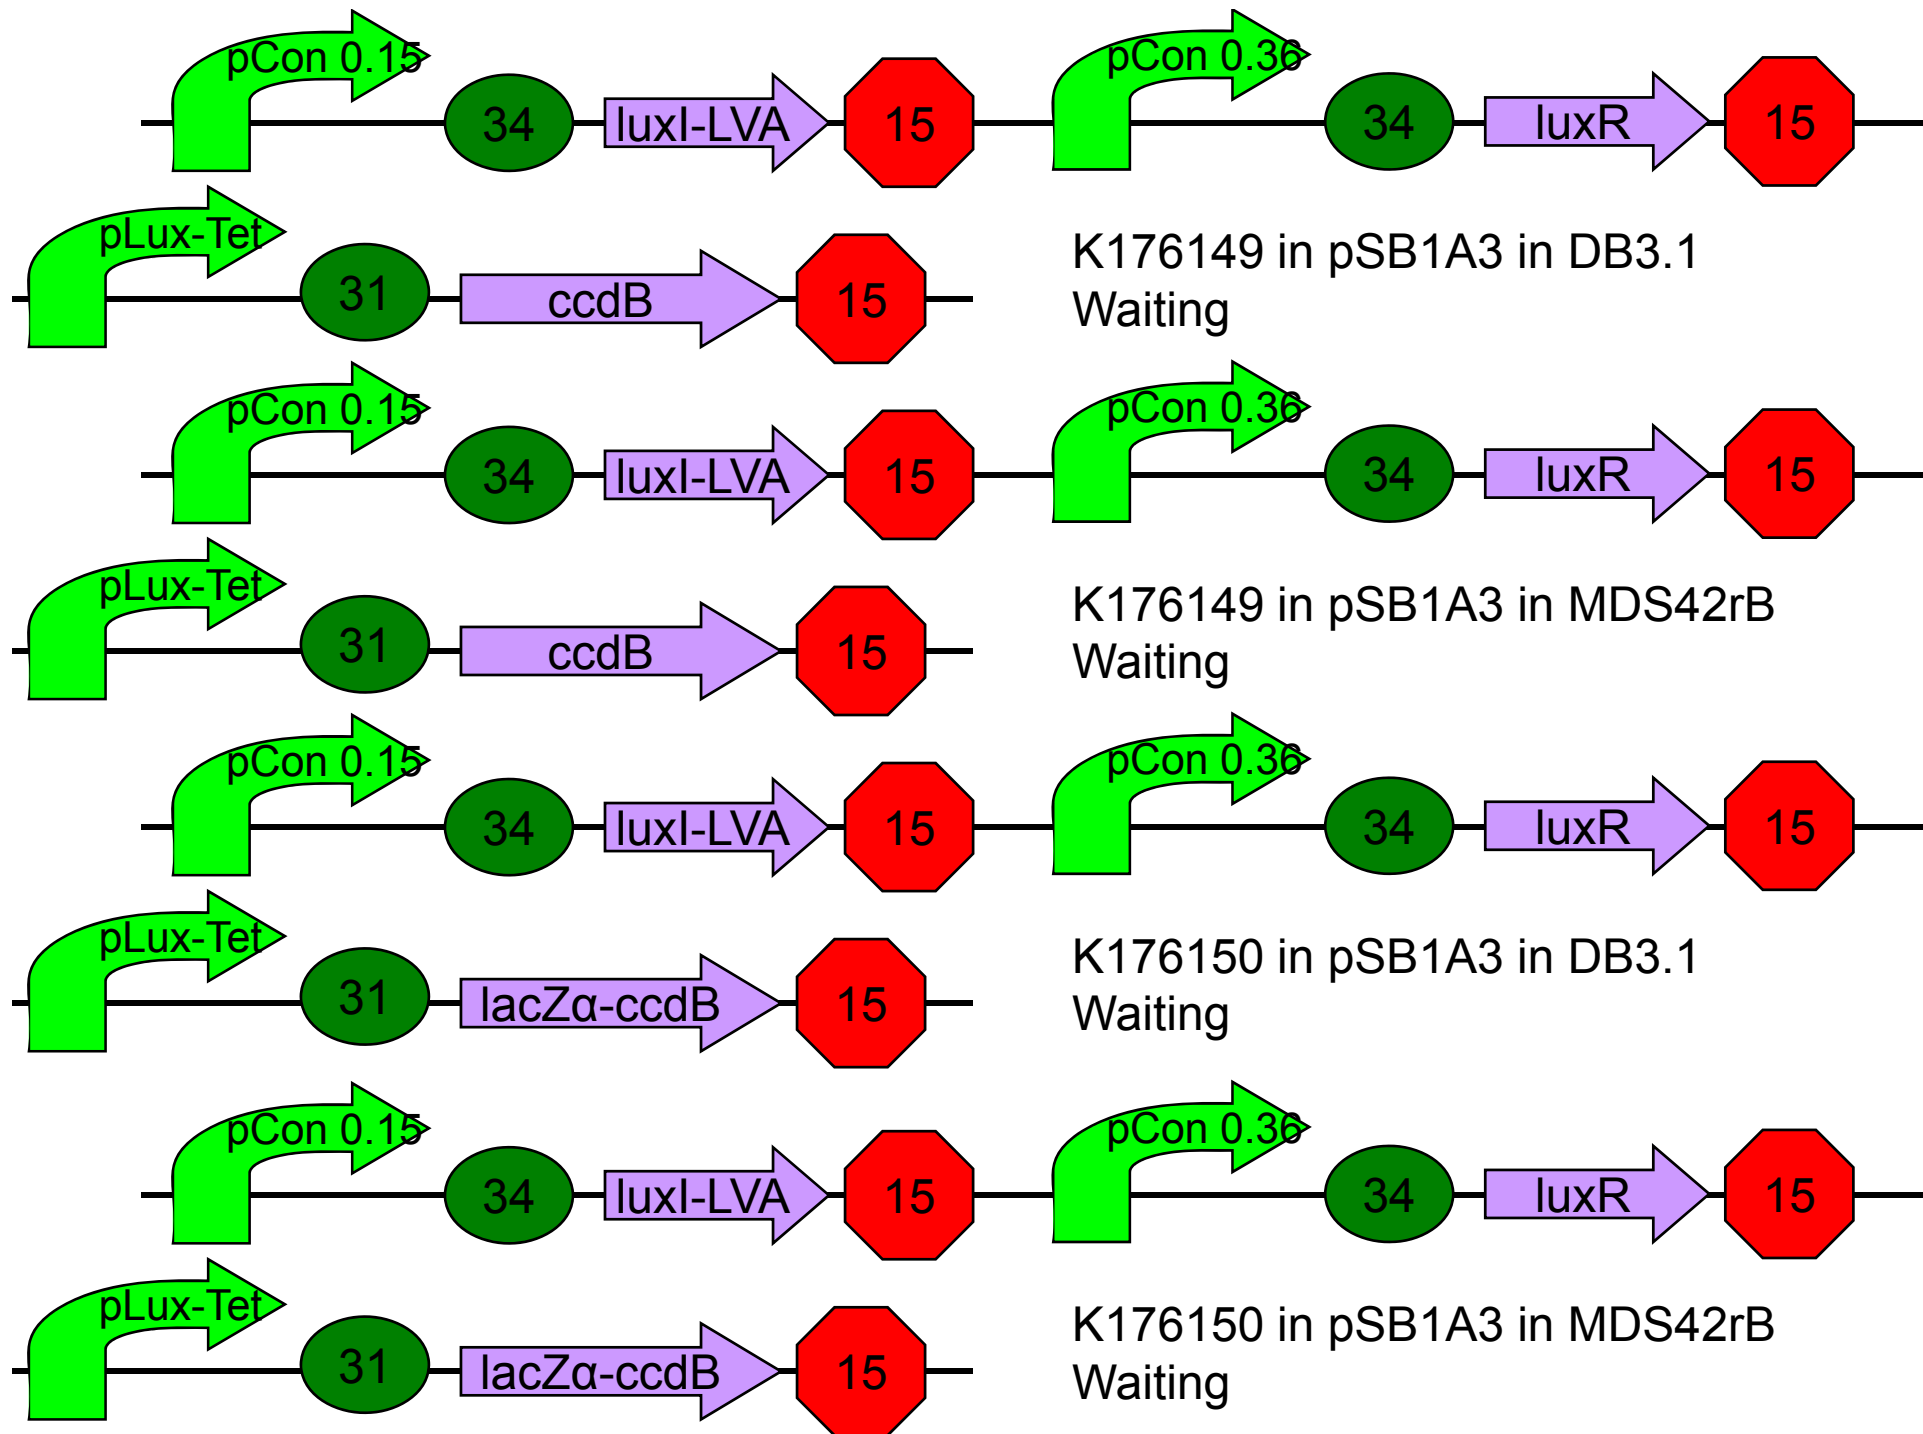 pCon 0.15 34 luxI-LVA 15 pCon 0.36 34 luxR 15
pLux-Tet 31 ccdB 15 K176149 in pSB1A3 in DB3.1
Waiting
pCon 0.15 34 luxI-LVA 15 pCon 0.36 34 luxR 15
pLux-Tet 31 ccdB 15 K176149 in pSB1A3 in MDS42rB
Waiting
pCon 0.15 34 luxI-LVA 15 pCon 0.36 34 luxR 15
pLux-Tet 31 lacZα-ccdB 15 K176150 in pSB1A3 in DB3.1
Waiting
pCon 0.15 34 luxI-LVA 15 pCon 0.36 34 luxR 15
pLux-Tet 31 lacZα-ccdB 15 K176150 in pSB1A3 in MDS42rB
Waiting